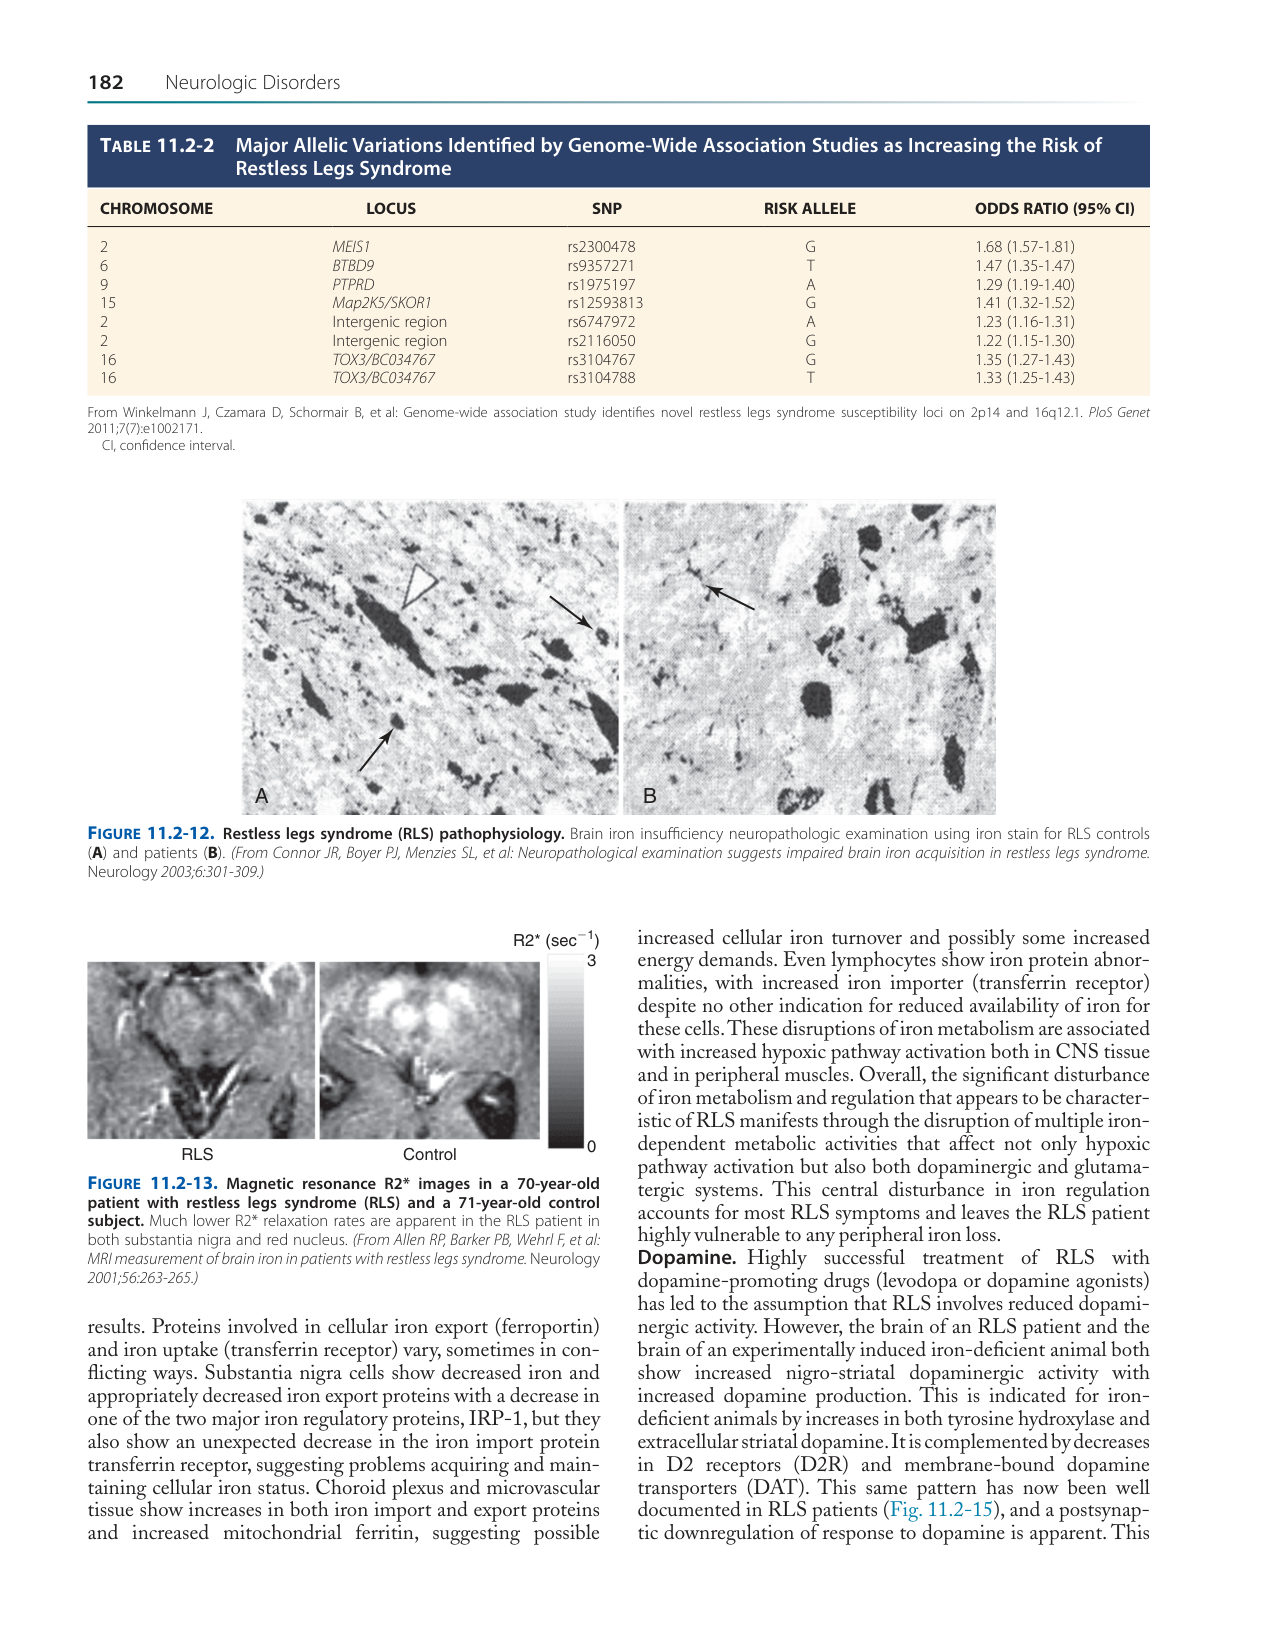 182 Neurologic Disorders
TABLE 11.2-2 Major Allelic Variations Identified by Genome-Wide Association Studies as Increasing the Risk of
Restless Legs Syndrome
CHROMOSOME LOCUS SNP RISK ALLELE ODDS RATIO (95% CI)
2 MEIS1 rs2300478 G 1.68 (1.57-1.81)
6 BTBD9 rs9357271 T 1.47 (1.35-1.47)
9 PTPRD rs1975197 A 1.29 (1.19-1.40)
15 Map2K5/SKOR1 rs12593813 G 1.41 (1.32-1.52)
2 Intergenic region rs6747972 A 1.23 (1.16-1.31)
2 Intergenic region rs2116050 G 1.22 (1.15-1.30)
16 TOX3/BC034767 rs3104767 G 1.35 (1.27-1.43)
16 TOX3/BC034767 rs3104788 T 1.33 (1.25-1.43)
From Winkelmann J, Czamara D, Schormair B, et al: Genome-wide association study identifies novel restless legs syndrome susceptibility loci on 2p14 and 16q12.1. PloS Genet
2011;7(7):e1002171.
CI, confidence interval.
A B
FIGURE 11.2-12. Restless legs syndrome (RLS) pathophysiology. Brain iron insufficiency neuropathologic examination using iron stain for RLS controls
(A) and patients (B). (From Connor JR, Boyer PJ, Menzies SL, et al: Neuropathological examination suggests impaired brain iron acquisition in restless legs syndrome.
Neurology 2003;6:301-309.)
R2* (sec−1)
3
0
RLS Control
FIGURE 11.2-13. Magnetic resonance R2* images in a 70-year-old
patient with restless legs syndrome (RLS) and a 71-year-old control
subject. Much lower R2* relaxation rates are apparent in the RLS patient in
both substantia nigra and red nucleus. (From Allen RP, Barker PB, Wehrl F, et al:
MRI measurement of brain iron in patients with restless legs syndrome. Neurology
2001;56:263-265.)
results. Proteins involved in cellular iron export (ferroportin)
and iron uptake (transferrin receptor) vary, sometimes in con-
flicting ways. Substantia nigra cells show decreased iron and
appropriately decreased iron export proteins with a decrease in
one of the two major iron regulatory proteins, IRP-1, but they
also show an unexpected decrease in the iron import protein
transferrin receptor, suggesting problems acquiring and main-
taining cellular iron status. Choroid plexus and microvascular
tissue show increases in both iron import and export proteins
and increased mitochondrial ferritin, suggesting possible
increased cellular iron turnover and possibly some increased
energy demands. Even lymphocytes show iron protein abnor-
malities, with increased iron importer (transferrin receptor)
despite no other indication for reduced availability of iron for
these cells. These disruptions of iron metabolism are associated
with increased hypoxic pathway activation both in CNS tissue
and in peripheral muscles. Overall, the significant disturbance
of iron metabolism and regulation that appears to be character-
istic of RLS manifests through the disruption of multiple iron-
dependent metabolic activities that affect not only hypoxic
pathway activation but also both dopaminergic and glutama-
tergic systems. This central disturbance in iron regulation
accounts for most RLS symptoms and leaves the RLS patient
highly vulnerable to any peripheral iron loss.
Dopamine. Highly successful treatment of RLS with
dopamine-promoting drugs (levodopa or dopamine agonists)
has led to the assumption that RLS involves reduced dopami-
nergic activity. However, the brain of an RLS patient and the
brain of an experimentally induced iron-deficient animal both
show increased nigro-striatal dopaminergic activity with
increased dopamine production. This is indicated for iron-
deficient animals by increases in both tyrosine hydroxylase and
extracellular striatal dopamine. It is complemented by decreases
in D2 receptors (D2R) and membrane-bound dopamine
transporters (DAT). This same pattern has now been well
documented in RLS patients (Fig. 11.2-15), and a postsynap-
tic downregulation of response to dopamine is apparent. This